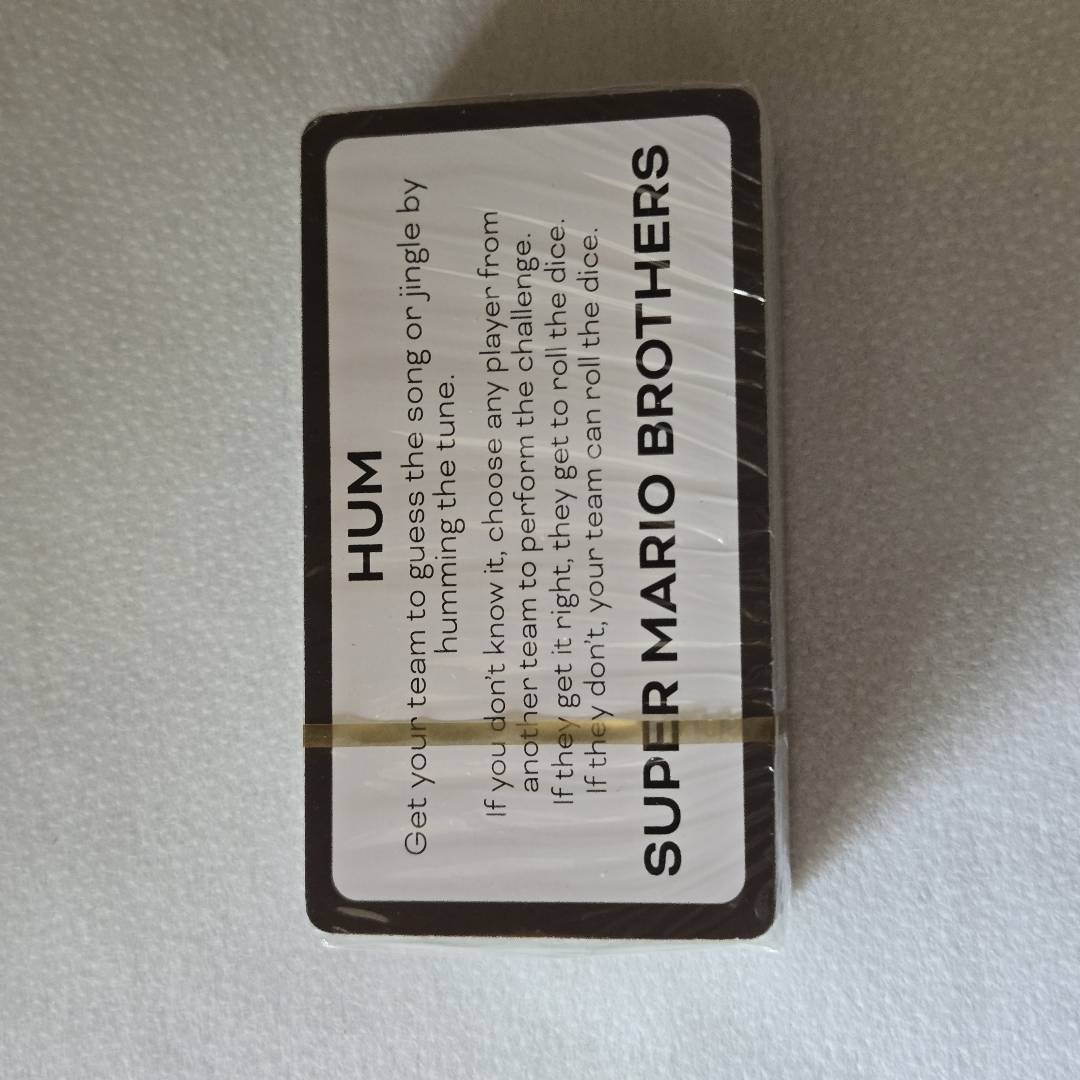 HUM
Get your team to guess the song or jingle by
humming the tune.
If you don't know it, choose any player from
another team to perform the challenge.
If they get it right, they get to roll the dice.
If they don't, your team can roll the dice.
SUPER MARIO BROTHERS